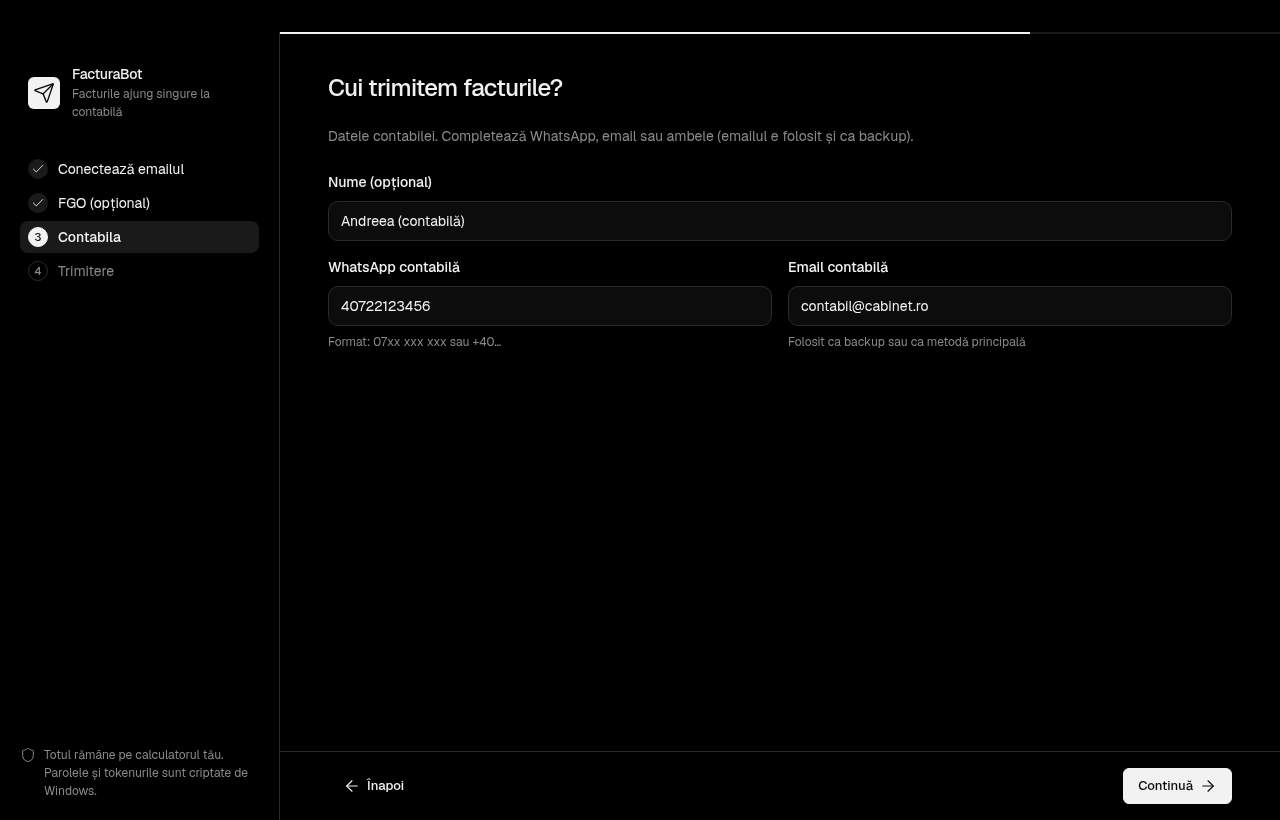 FacturaBot
Facturile ajung singure la
contabilă
Conectează emailul
FGO (opțional)
3 Contabila
4 Trimitere
Totul rămâne pe calculatorul tău.
Parolele și tokenurile sunt criptate de
Windows.
Cui trimitem facturile?
Datele contabilei. Completează WhatsApp, email sau ambele (emailul e folosit și ca backup).
Nume (opțional)
Andreea (contabilă)
WhatsApp contabilă
40722123456
Format: 07xx xxx xxx sau +40…
Email contabilă
contabil@cabinet.ro
Folosit ca backup sau ca metodă principală
Înapoi
Continuă